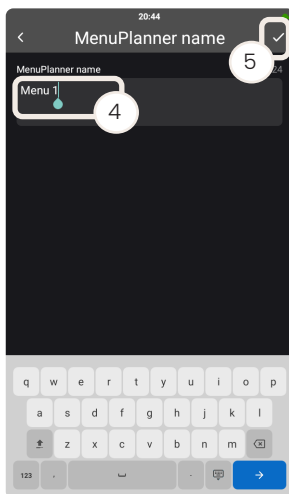 20:44
MenuPlanner name
5
MenuPlanner name
24
Menu 1
4
q w e r t y u i o p
a s d f g h j k l
z x c v b n m
123 , -